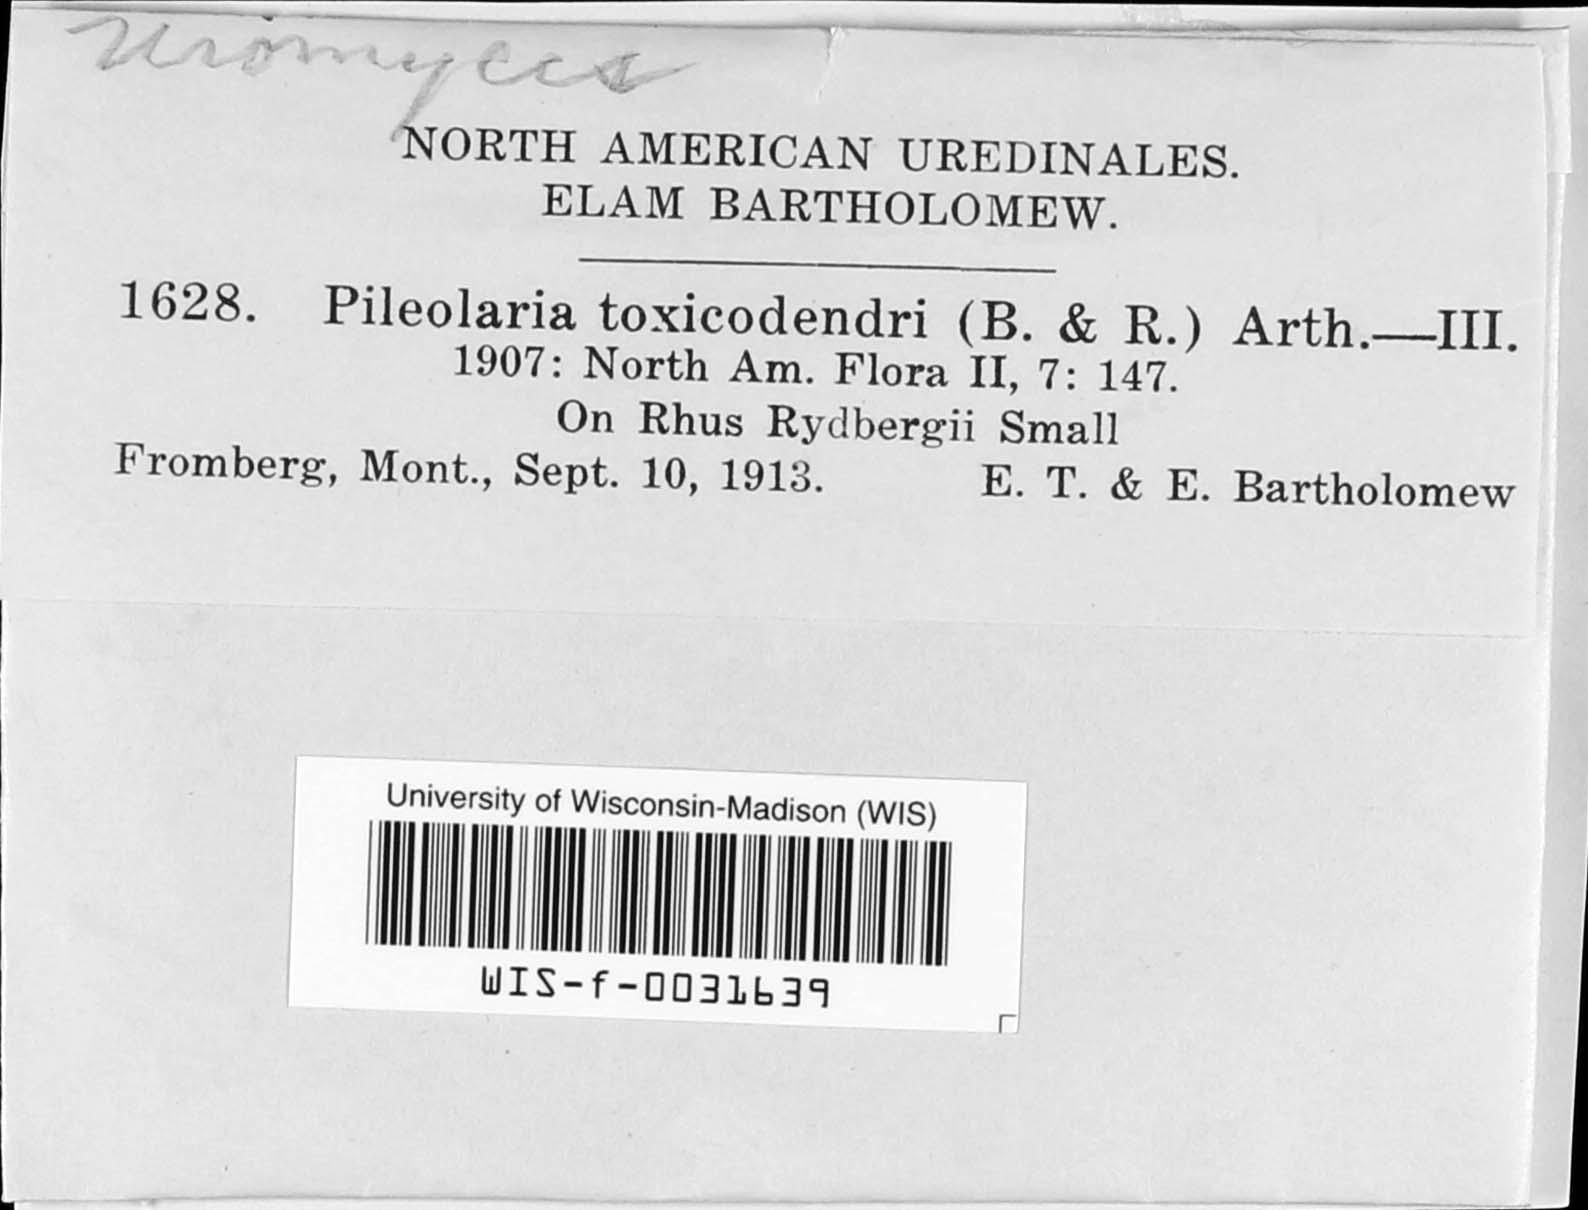 Uromyces
NORTH AMERICAN UREDINALES.
ELAM BARTHOLOMEW.
1628. Pileolaria toxicodendri (B. & R.) Arth.—III.
1907: North Am. Flora II, 7: 147.
On Rhus Rydbergii Small
Fromberg, Mont., Sept. 10, 1913. E. T. & E. Bartholomew
University of Wisconsin-Madison (WIS)
WIS-f-0031639